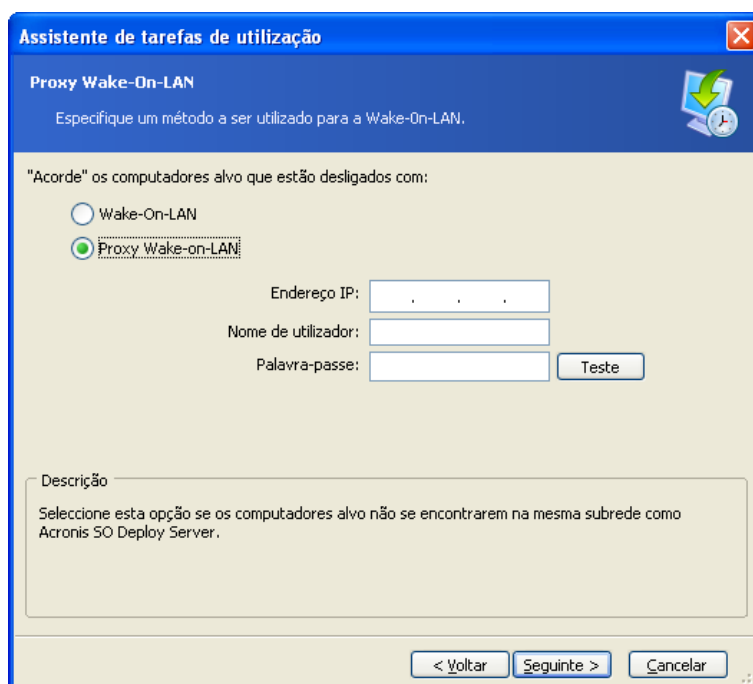 Assistente de tarefas de utilização
Proxy Wake-On-LAN
Especifique um método a ser utilizado para a Wake-On-LAN.
"Acorde" os computadores alvo que estão desligados com:
Wake-On-LAN
Proxy Wake-on-LAN
Endereço IP:
Nome de utilizador:
Palavra-passe:
Teste
Descrição
Seleccione esta opção se os computadores alvo não se encontrarem na mesma subrede como
Acronis SO Deploy Server.
< Voltar
Seguinte >
Cancelar